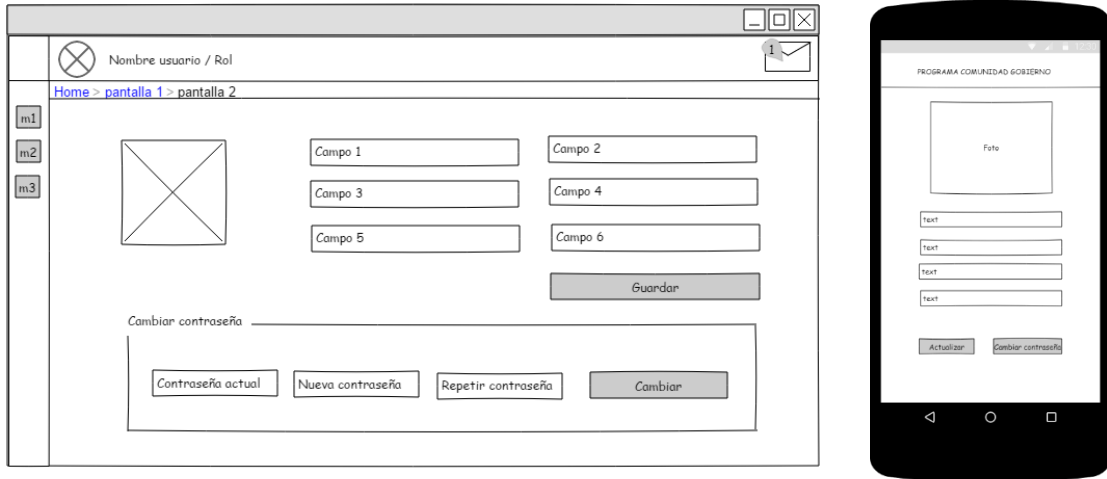 1
Nombre usuario / Rol
Home > pantalla 1 > pantalla 2
m1
m2
m3
Campo 1
Campo 2
Campo 3
Campo 4
Campo 5
Campo 6
Guardar
Cambiar contraseña
Contraseña actual
Nueva contraseña
Repetir contraseña
Cambiar
12:30
PROGRAMA COMUNIDAD GOBIERNO
Foto
text
text
text
text
Actualizar
Cambiar contraseña